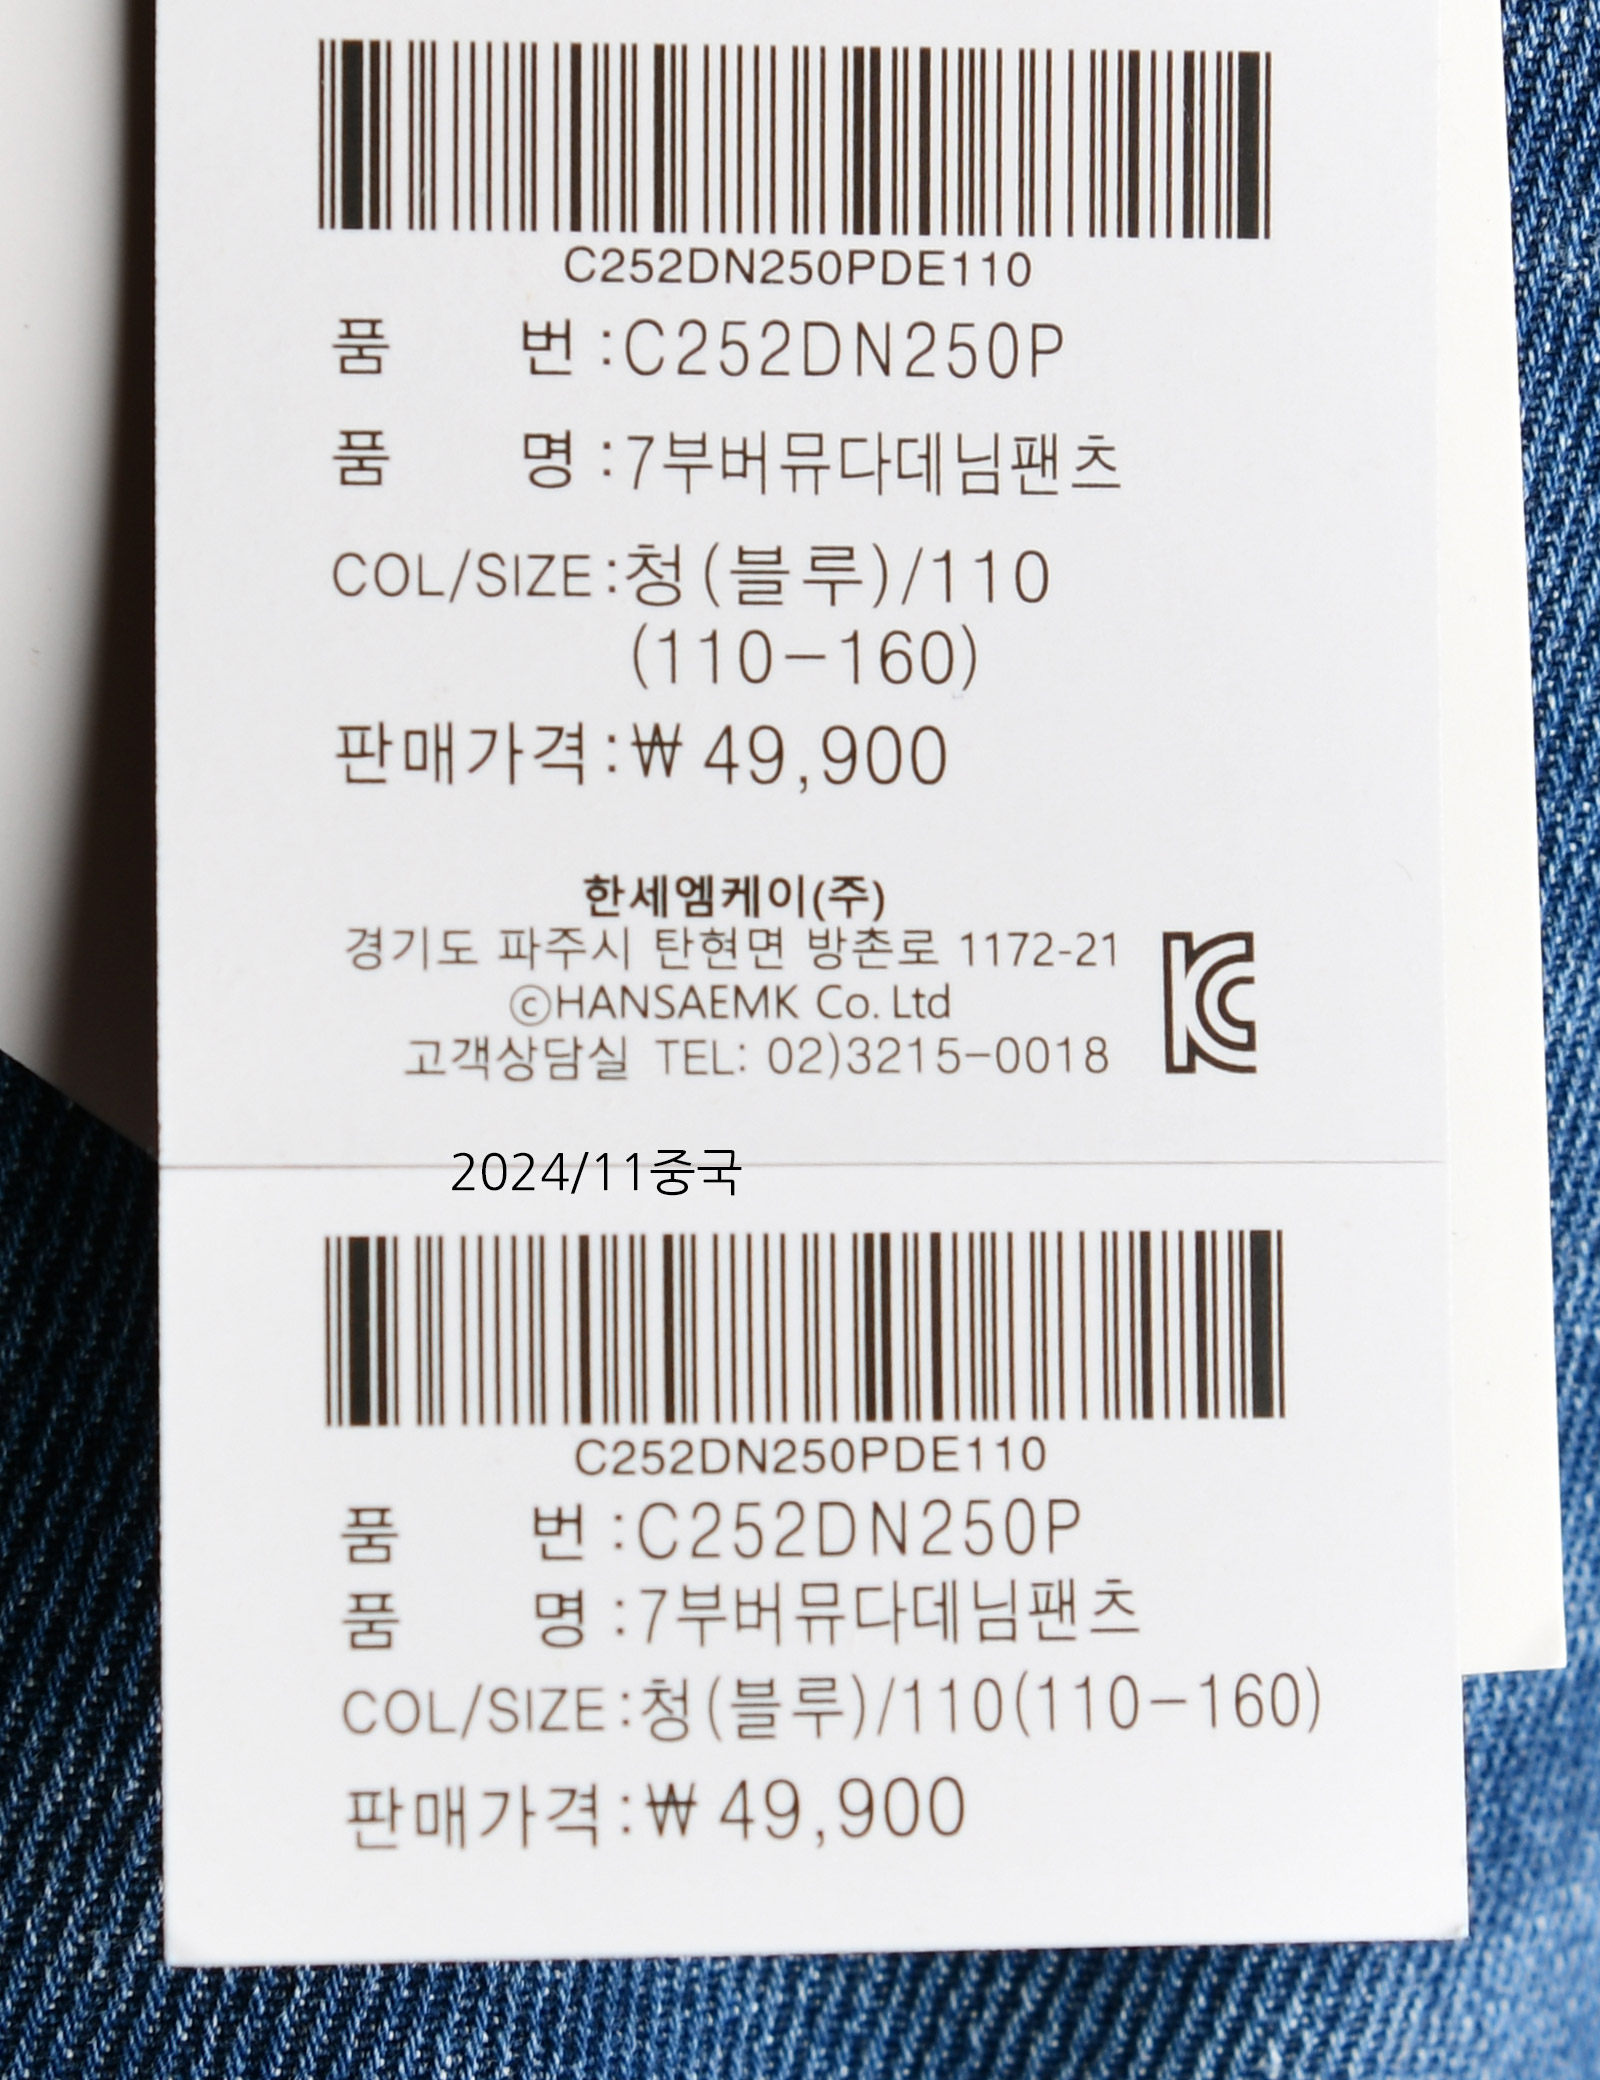 C252DN250PDE110
품 번 :C252DN250P
품 명 :7부버뮤다데님팬츠
COL/SIZE:청(블루)/110
(110-160)
판매가격:₩ 49,900
한세엠케이(주)
경기도 파주시 탄현면 방촌로 1172-21
ⓒHANSAEMK Co. Ltd
고객상담실 TEL: 02)3215-0018
2024/11중국
C252DN250PDE110
품 번 :C252DN250P
품 명 :7부버뮤다데님팬츠
COL/SIZE:청(블루)/110(110-160)
판매가격:₩ 49,900